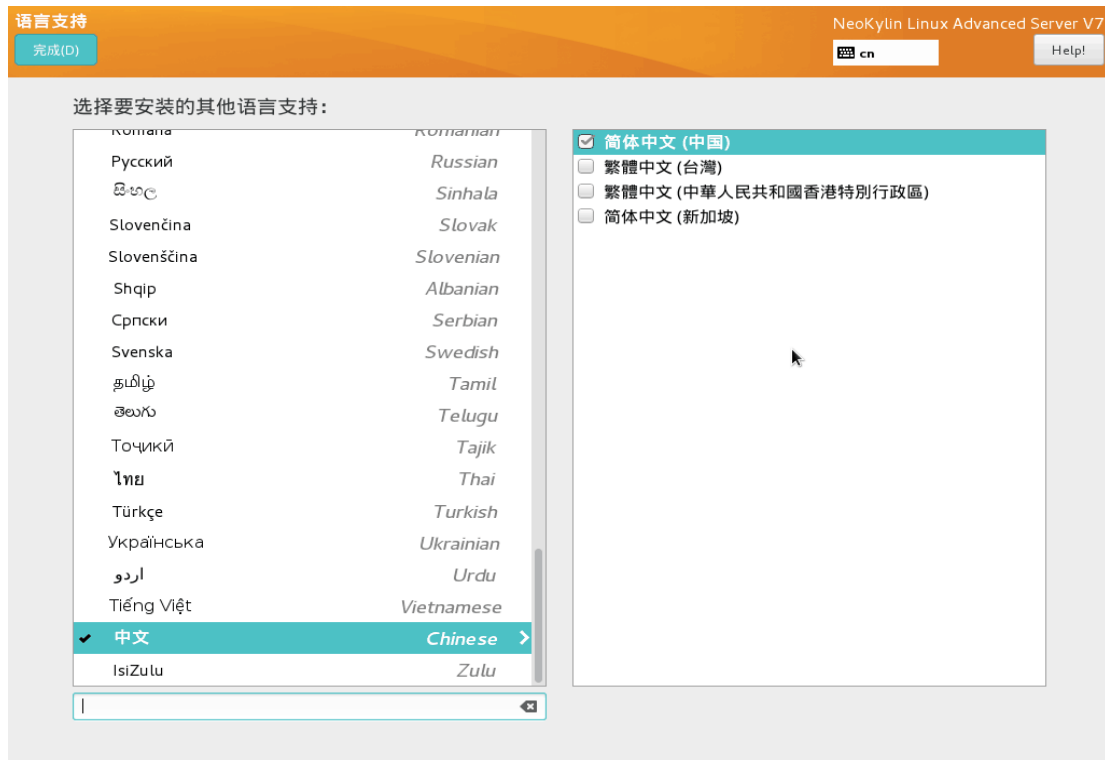 语言支持
NeoKylin Linux Advanced Server V7
完成(D)
cn
Help!
选择要安装的其他语言支持:
Română Romanian
Русский Russian
සිංහල Sinhala
Slovenčina Slovak
Slovenščina Slovenian
Shqip Albanian
Српски Serbian
Svenska Swedish
தமிழ் Tamil
తెలుగు Telugu
Тоҷикӣ Tajik
ไทย Thai
Türkçe Turkish
Українська Ukrainian
اردو Urdu
Tiếng Việt Vietnamese
中文 Chinese
IsiZulu Zulu
简体中文 (中国)
繁體中文 (台灣)
繁體中文 (中華人民共和國香港特別行政區)
简体中文 (新加坡)